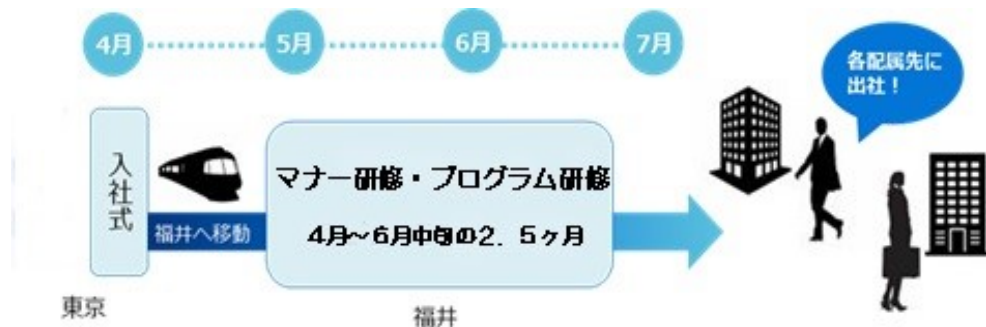 4月
5月
6月
7月
各配属先に
出社！
入社式
福井へ移動
マナー研修・プログラム研修
4月～6月中旬の2．5ヶ月
東京
福井